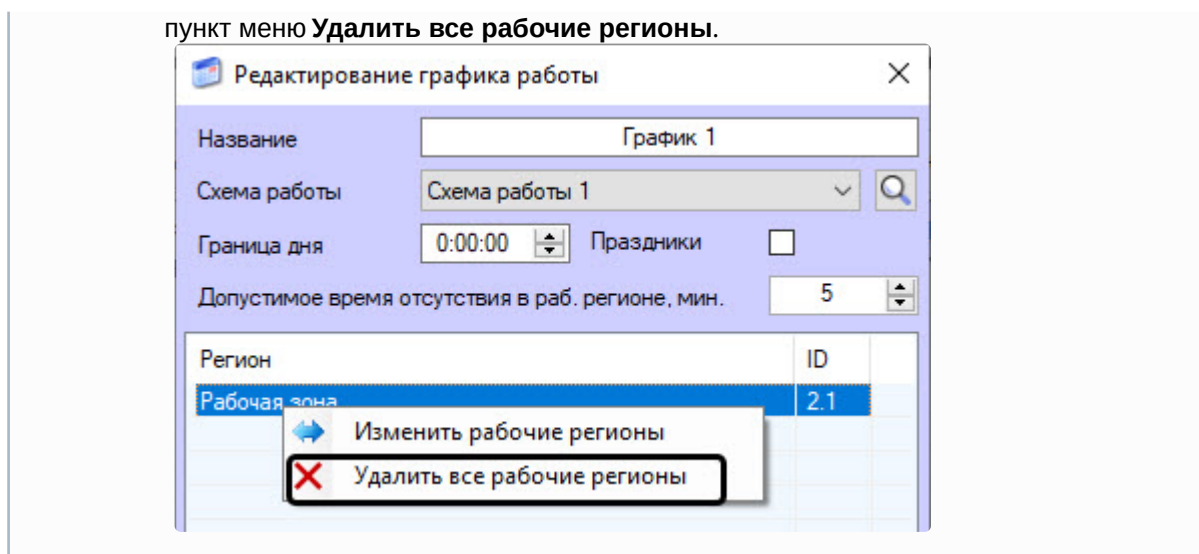 пункт меню Удалить все рабочие регионы.
Редактирование графика работы
Название График 1
Схема работы Схема работы 1
Граница дня 0:00:00 Праздники
Допустимое время отсутствия в раб. регионе, мин. 5
Регион ID
Рабочая зона 2.1
Изменить рабочие регионы
Удалить все рабочие регионы